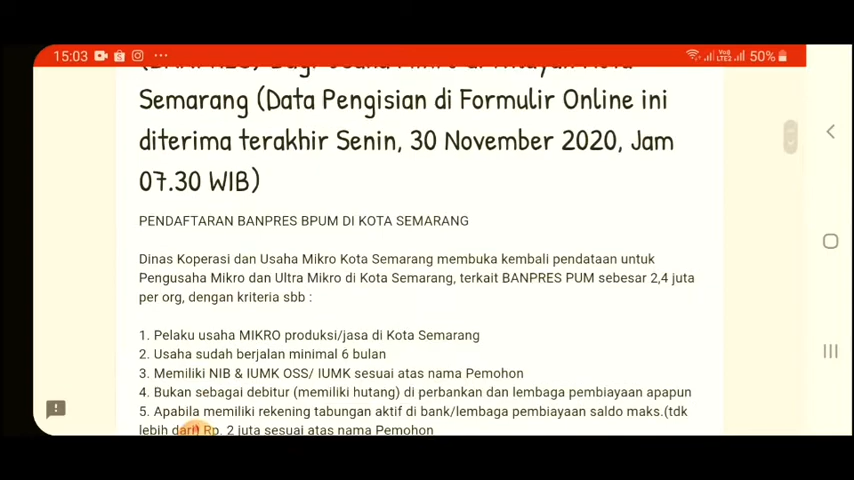 15:03
50%
Semarang (Data Pengisian di Formulir Online ini
diterima terakhir Senin, 30 November 2020, Jam
07.30 WIB)
PENDAFTARAN BANPRES BPUM DI KOTA SEMARANG
Dinas Koperasi dan Usaha Mikro Kota Semarang membuka kembali pendataan untuk
Pengusaha Mikro dan Ultra Mikro di Kota Semarang, terkait BANPRES PUM sebesar 2,4 juta
per org, dengan kriteria sbb :
1. Pelaku usaha MIKRO produksi/jasa di Kota Semarang
2. Usaha sudah berjalan minimal 6 bulan
3. Memiliki NIB & IUMK OSS/ IUMK sesuai atas nama Pemohon
4. Bukan sebagai debitur (memiliki hutang) di perbankan dan lembaga pembiayaan apapun
5. Apabila memiliki rekening tabungan aktif di bank/lembaga pembiayaan saldo maks.(tdk
lebih dari) Rp. 2 juta sesuai atas nama Pemohon